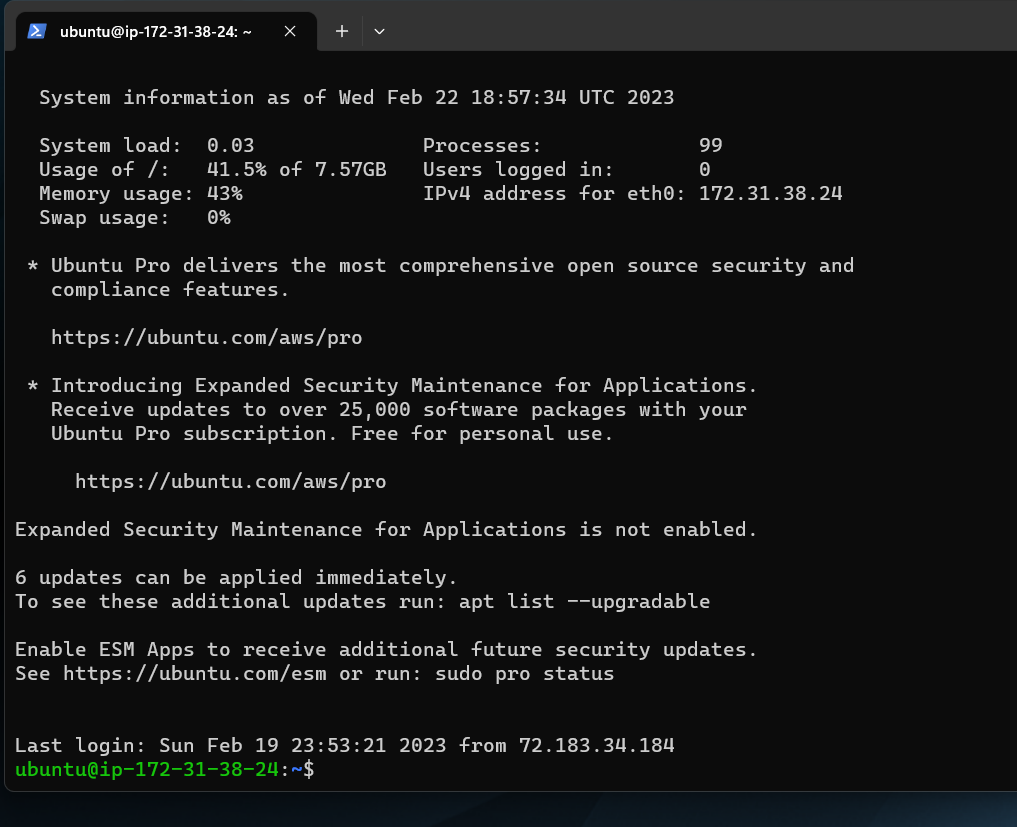 ubuntu@ip-172-31-38-24: ~
System information as of Wed Feb 22 18:57:34 UTC 2023
System load:  0.03              Processes:             99
Usage of /:   41.5% of 7.57GB   Users logged in:       0
Memory usage: 43%               IPv4 address for eth0: 172.31.38.24
Swap usage:   0%
* Ubuntu Pro delivers the most comprehensive open source security and
compliance features.
https://ubuntu.com/aws/pro
* Introducing Expanded Security Maintenance for Applications.
Receive updates to over 25,000 software packages with your
Ubuntu Pro subscription. Free for personal use.
https://ubuntu.com/aws/pro
Expanded Security Maintenance for Applications is not enabled.
6 updates can be applied immediately.
To see these additional updates run: apt list --upgradable
Enable ESM Apps to receive additional future security updates.
See https://ubuntu.com/esm or run: sudo pro status
Last login: Sun Feb 19 23:53:21 2023 from 72.183.34.184
ubuntu@ip-172-31-38-24:~$